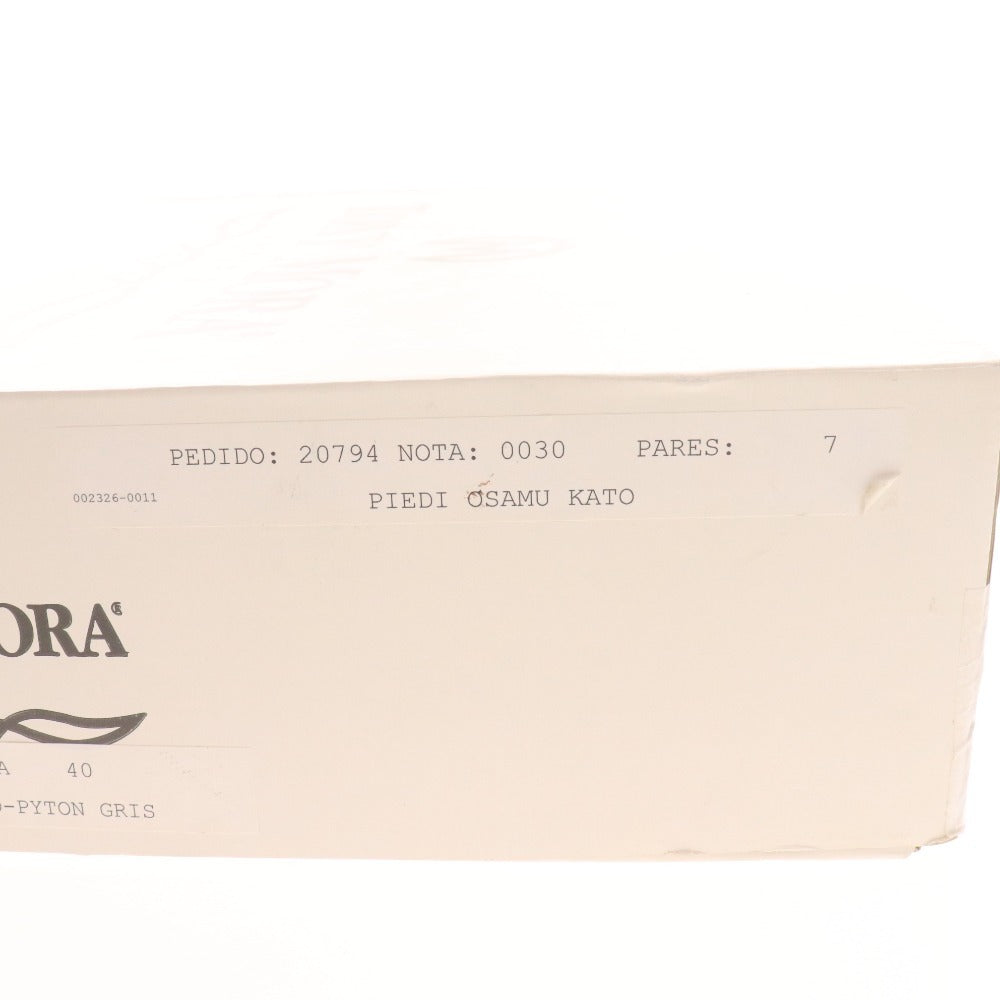 PEDIDO: 20794 NOTA: 0030 PARES: 7
002326-0011 PIEDI OSAMU KATO
ORA®
A 40
-PYTON GRIS